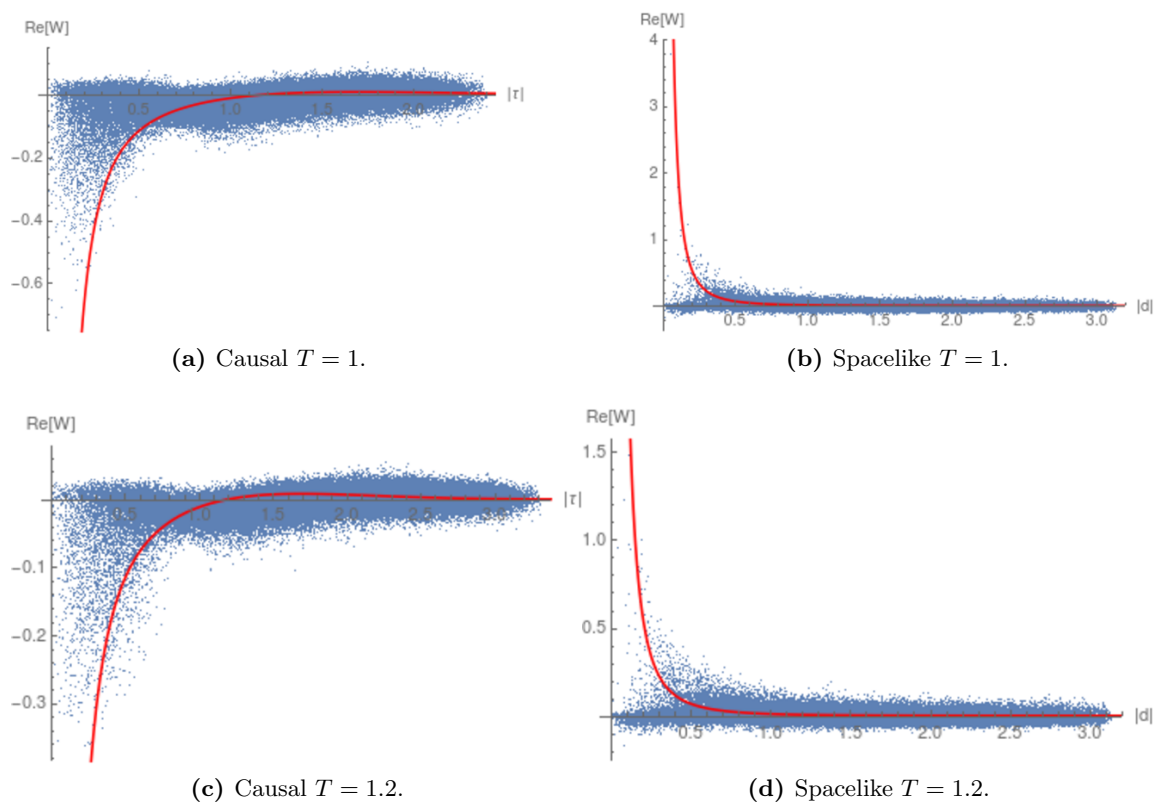 Re[W]
0.5 1.0 1.5 2.0 |τ|
−0.2
−0.4
−0.6
(a) Causal T = 1.
Re[W]
4
3
2
1
0.5 1.0 1.5 2.0 2.5 3.0 |d|
(b) Spacelike T = 1.
Re[W]
0.5 1.0 1.5 2.0 2.5 3.0 |τ|
−0.1
−0.2
−0.3
(c) Causal T = 1.2.
Re[W]
1.5
1.0
0.5
0.5 1.0 1.5 2.0 2.5 3.0 |d|
(d) Spacelike T = 1.2.